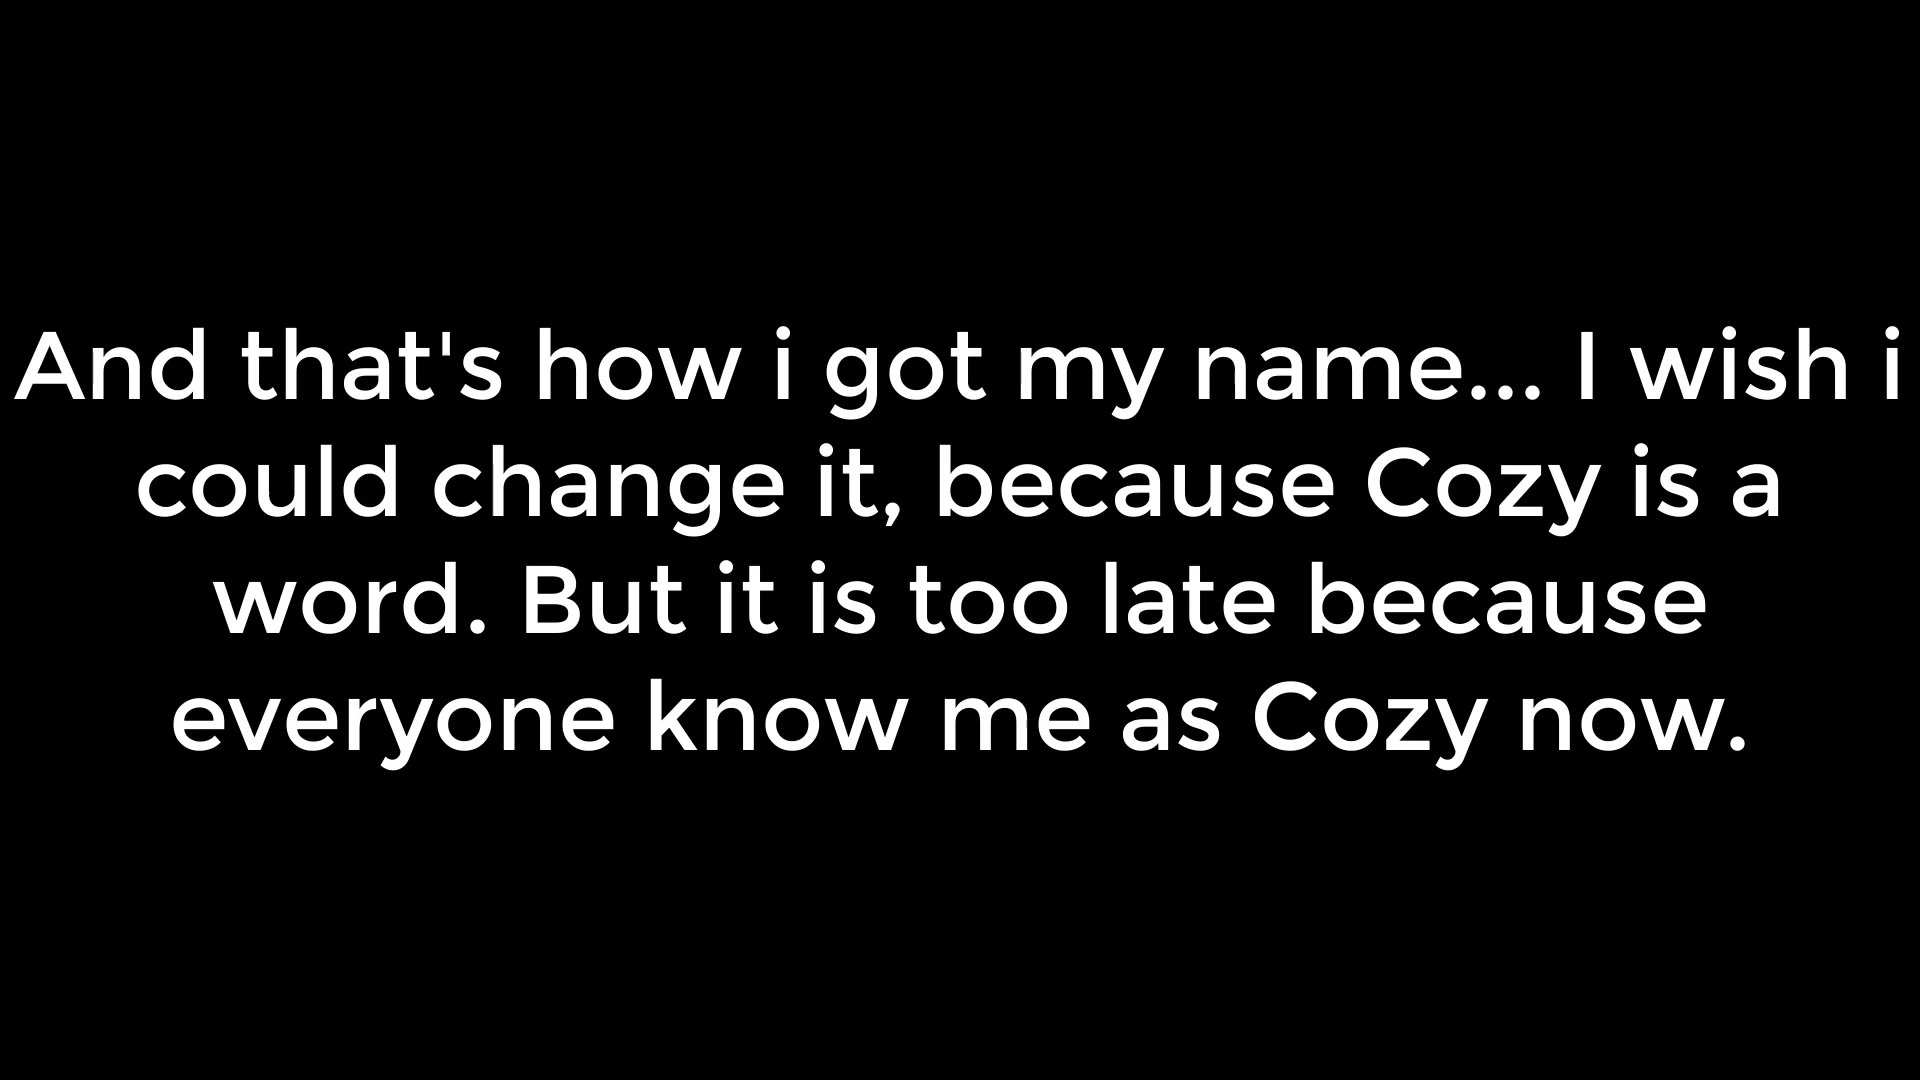 And that's how i got my name... I wish i
could change it, because Cozy is a
word. But it is too late because
everyone know me as Cozy now.